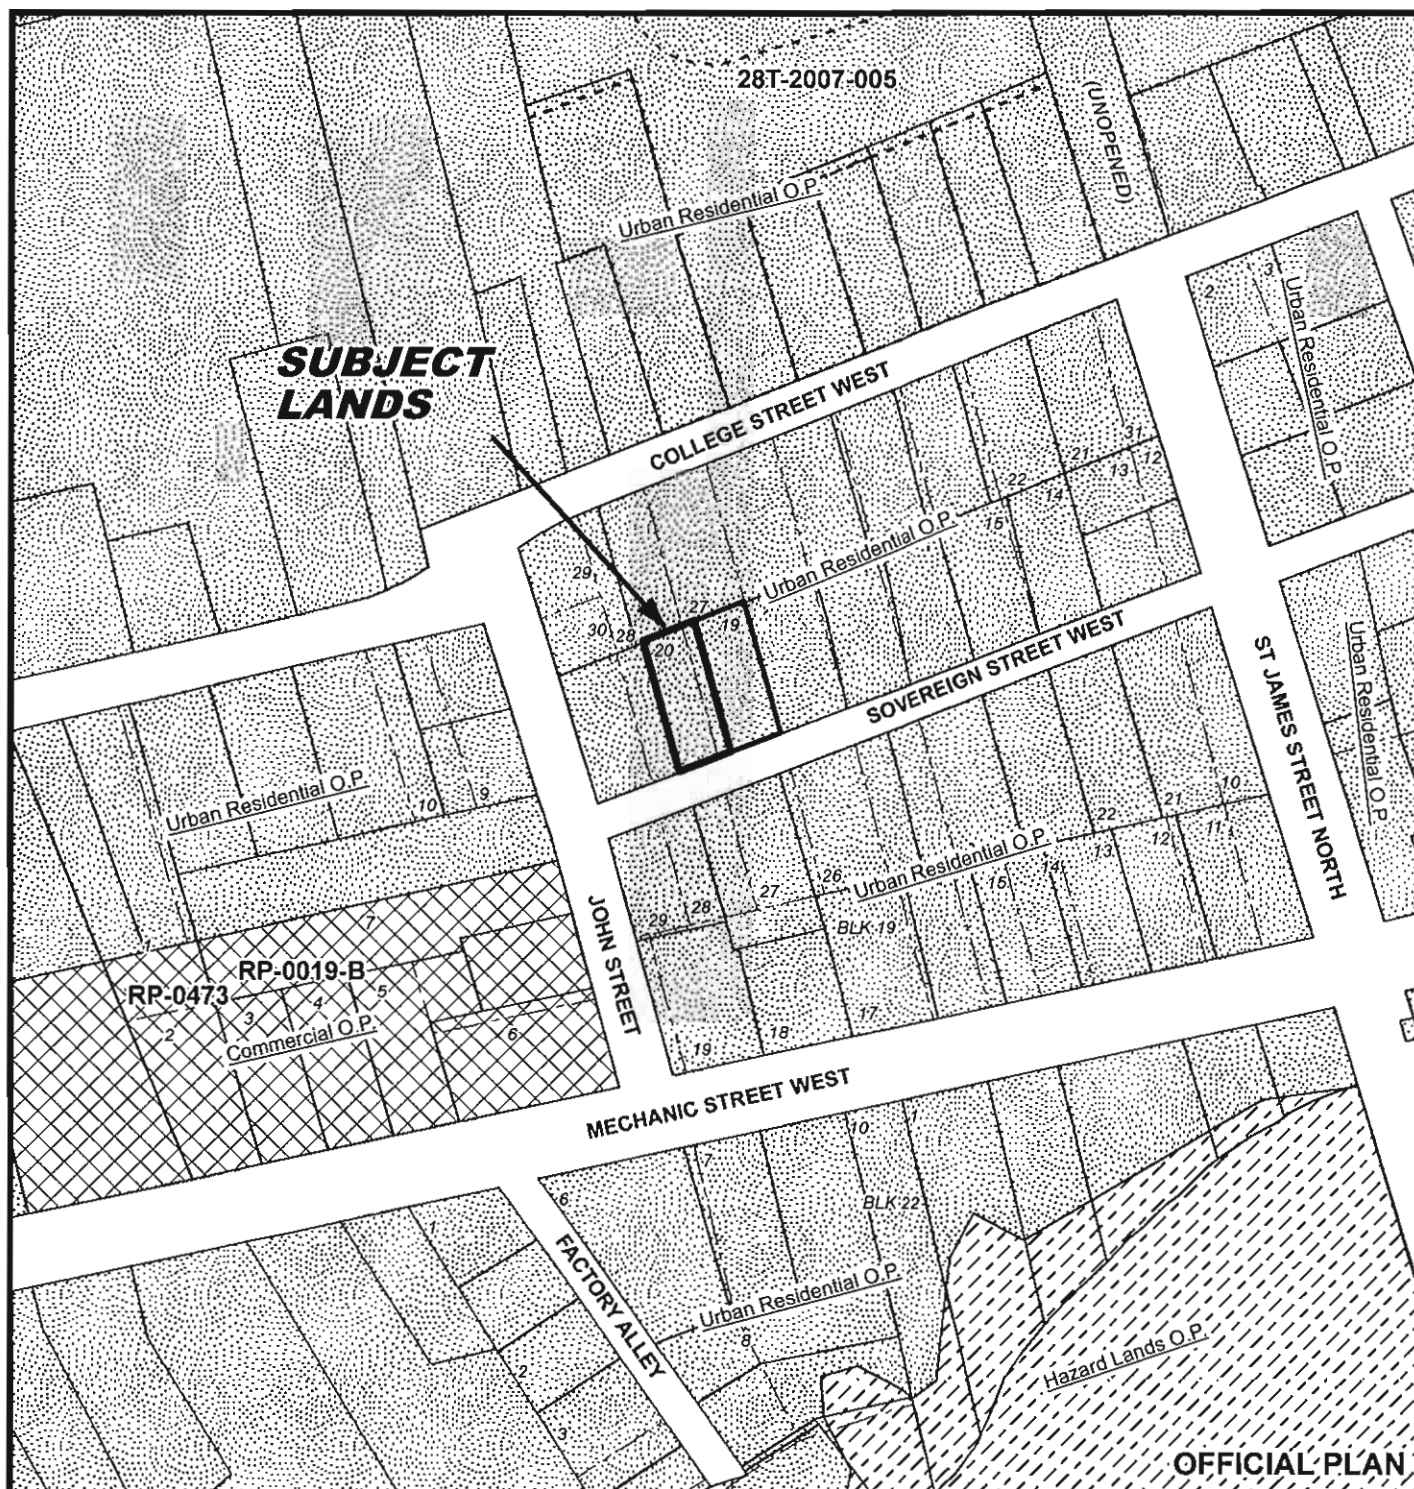 28T-2007-005
(UNOPENED)
Urban Residential O.P.
2
3
Urban Residential O.P.
SUBJECT
LANDS
COLLEGE STREET WEST
31
21
12
13
22
14
15
Urban Residential O.P.
29
27
30
28
19
20
SOVEREIGN STREET WEST
ST JAMES STREET NORTH
Urban Residential O.P
Urban Residential O.P.
10
9
10
21
22
11
12
13
Urban Residential O.P.
14
15
26
27
28
29
BLK 19
JOHN STREET
7
1
RP-0019-B
RP-0473
5
4
3
2
Commercial O.P.
6
17
18
19
MECHANIC STREET WEST
10
7
6
BLK 22
1
FACTORY ALLEY
Urban Residential O.P.
8
2
3
Hazard Lands O.P.
OFFICIAL PLAN